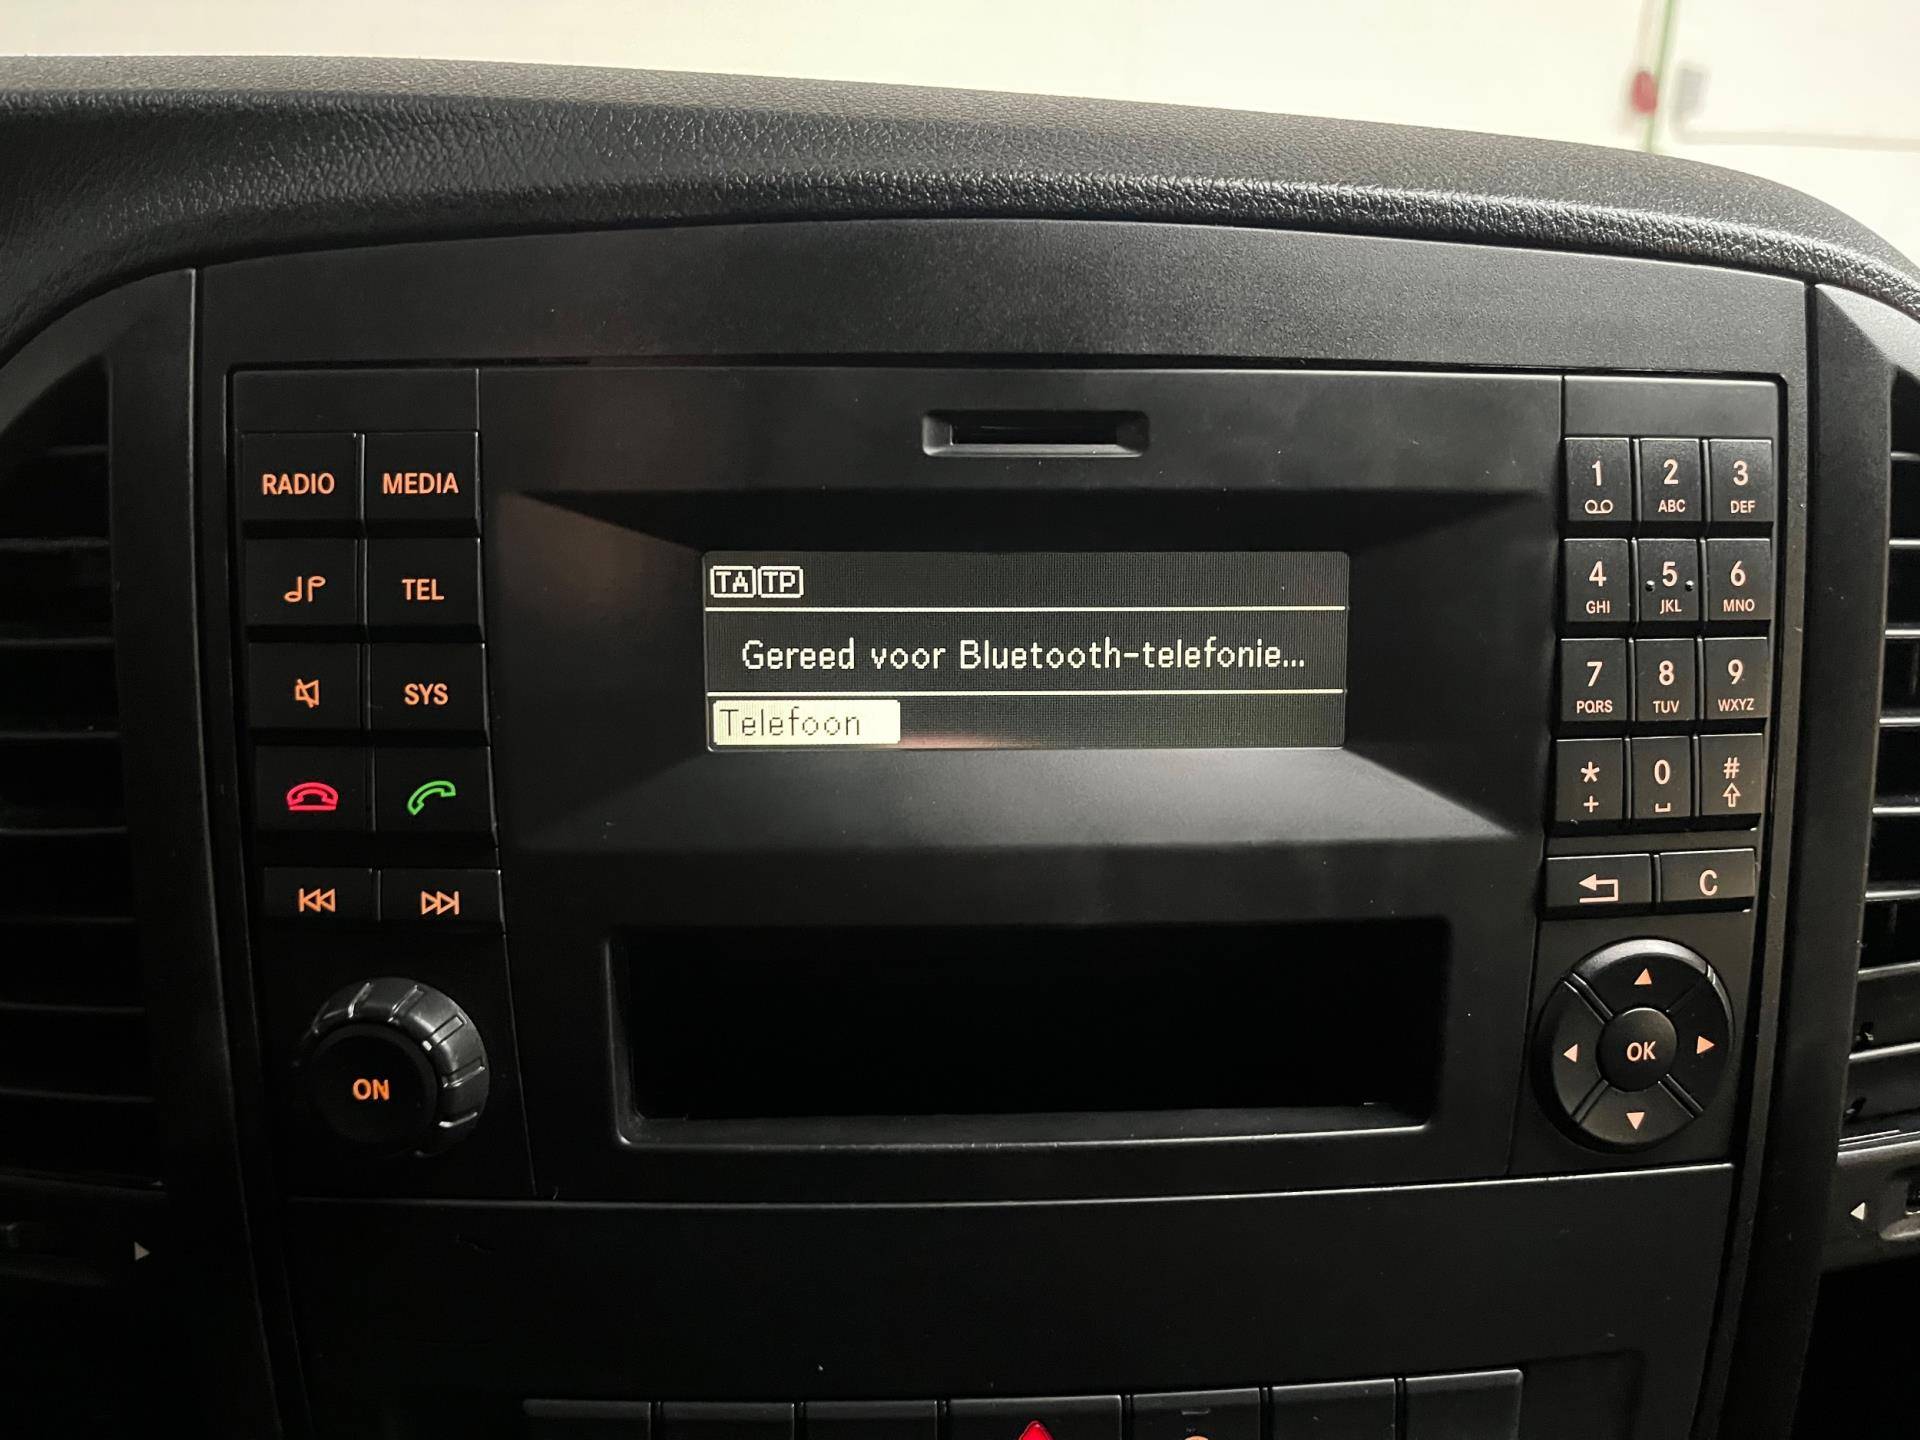 RADIO MEDIA
TEL
SYS
ON
TA TP
Gereed voor Bluetooth-telefonie...
Telefoon
1 2 3
ABC DEF
4 5 6
GHI JKL MNO
7 8 9
PQRS TUV WXYZ
* 0 #
+
C
OK